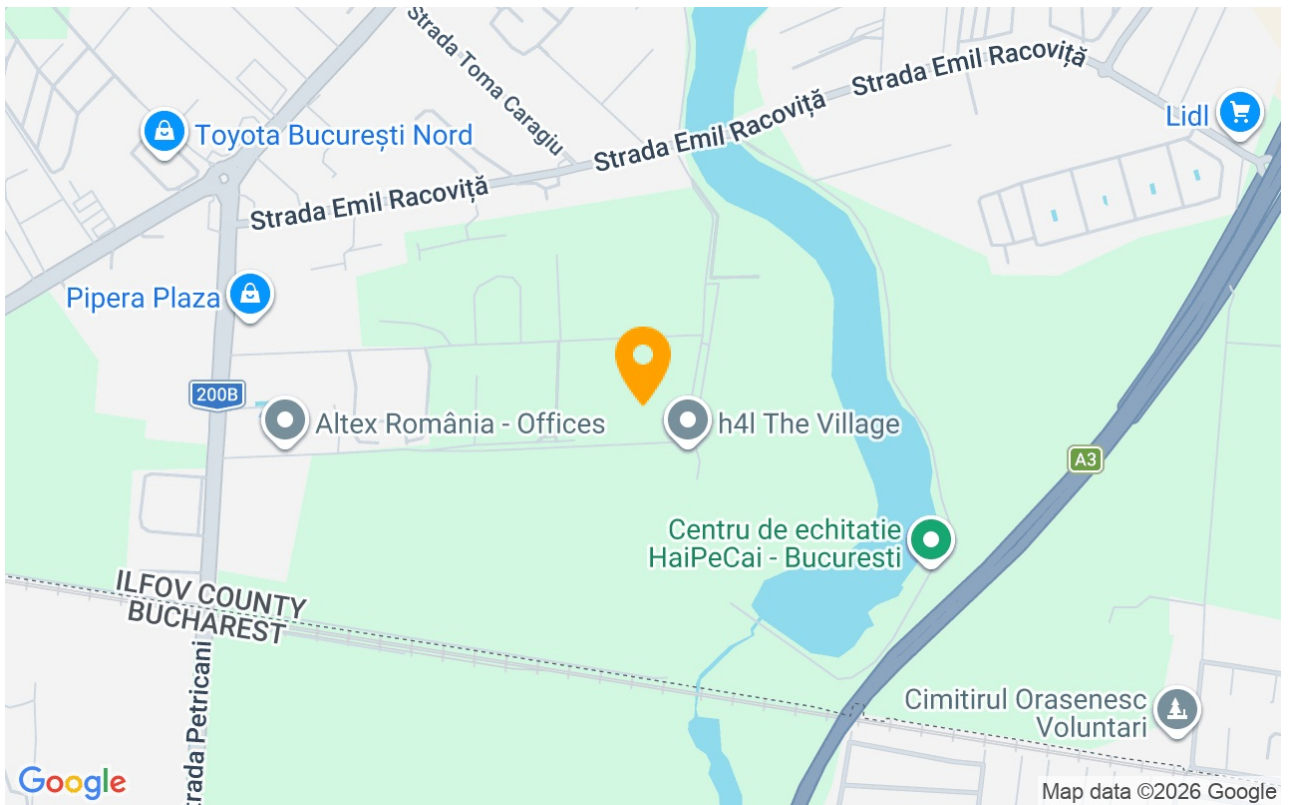 Strada Toma Caragiu
Strada Emil Racoviță
Lidl
Toyota București Nord
Strada Emil Racoviță
Strada Emil Racoviță
Pipera Plaza
200B
Altex România - Offices
h4l The Village
A3
Centru de echitatie
HaiPeCai - Bucuresti
ILFOV COUNTY
BUCHAREST
trada Petricani
Cimitirul Orasenesc
Voluntari
Google
Map data ©2026 Google